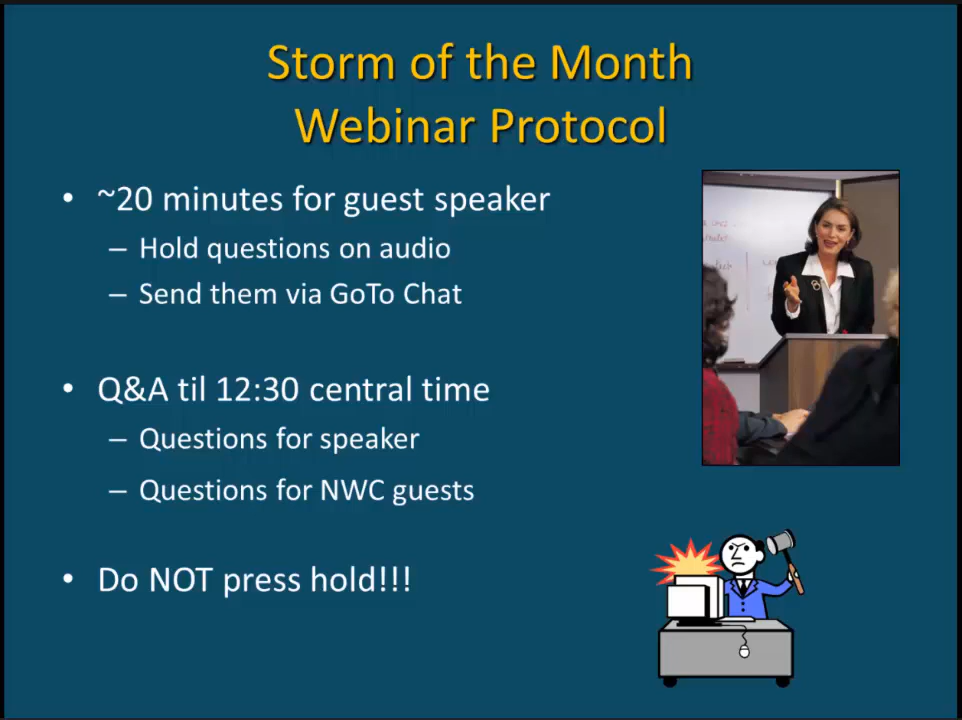 Storm of the Month
Webinar Protocol
• ~20 minutes for guest speaker
– Hold questions on audio
– Send them via GoTo Chat
• Q&A til 12:30 central time
– Questions for speaker
– Questions for NWC guests
• Do NOT press hold!!!